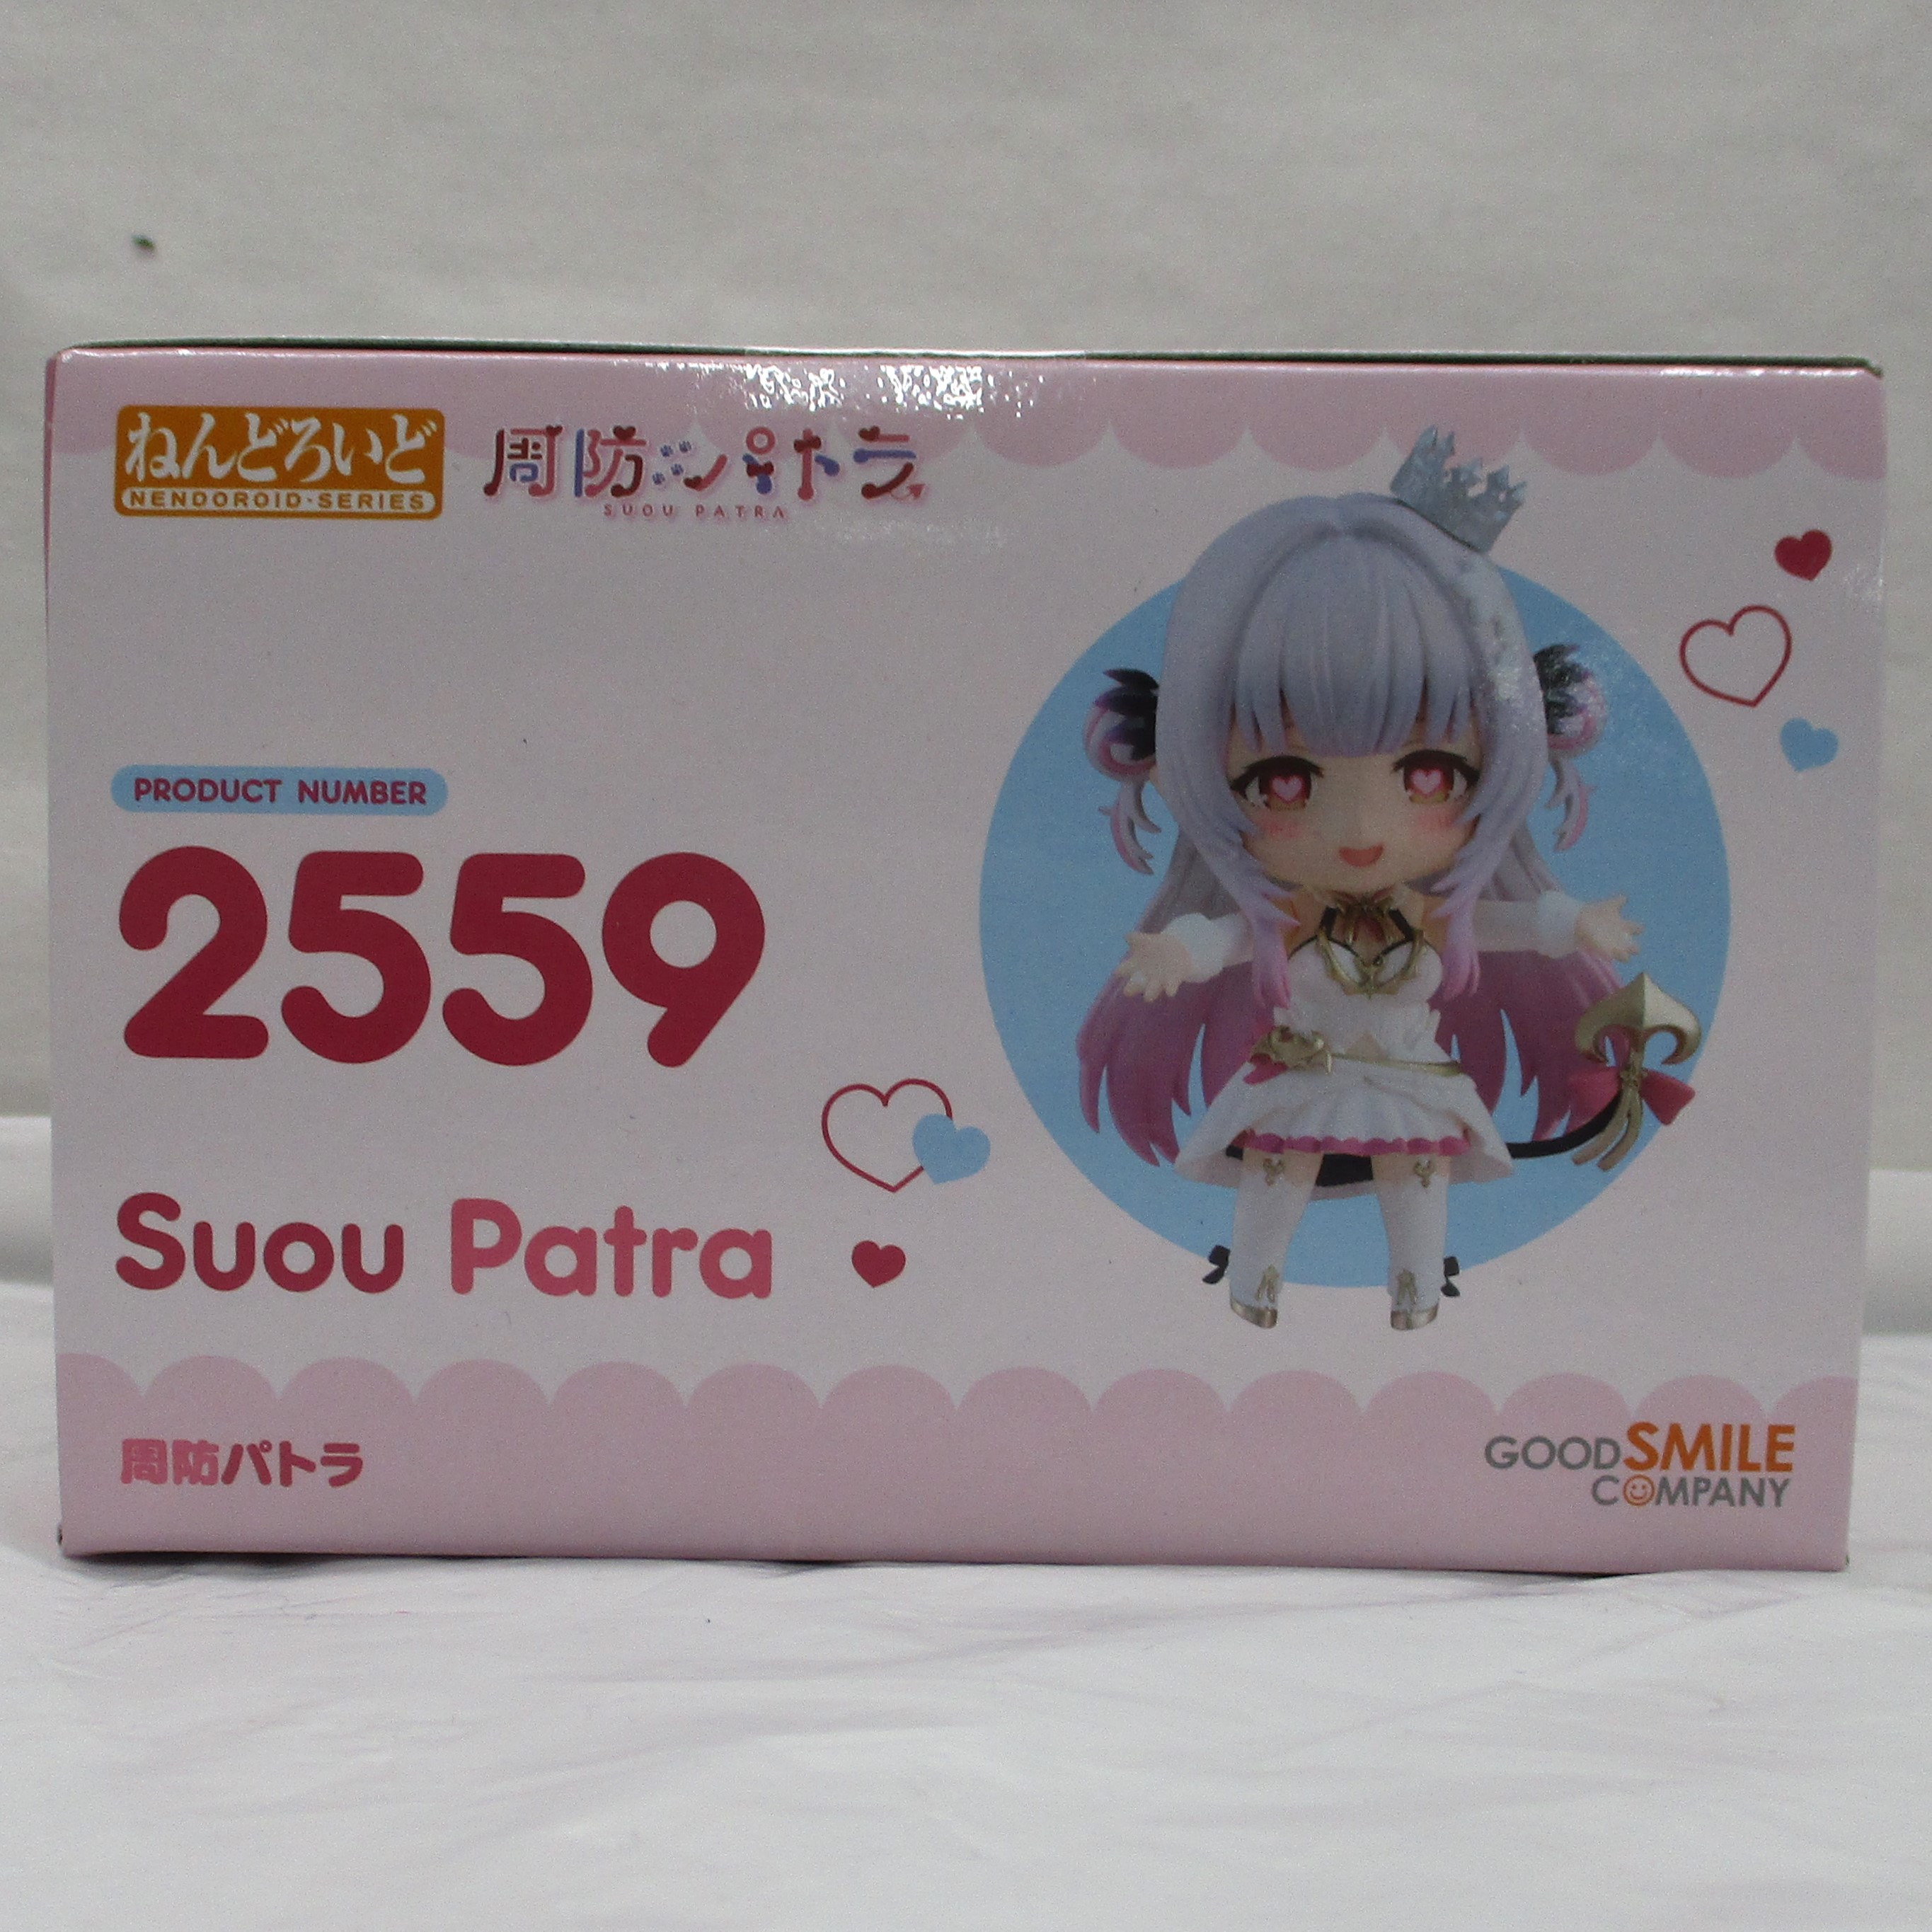 ねんどろいど
NENDOROID・SERIES
周防パトラ
SUOU PATRA
PRODUCT NUMBER
2559
Suou Patra
周防パトラ
GOOD SMILE
COMPANY